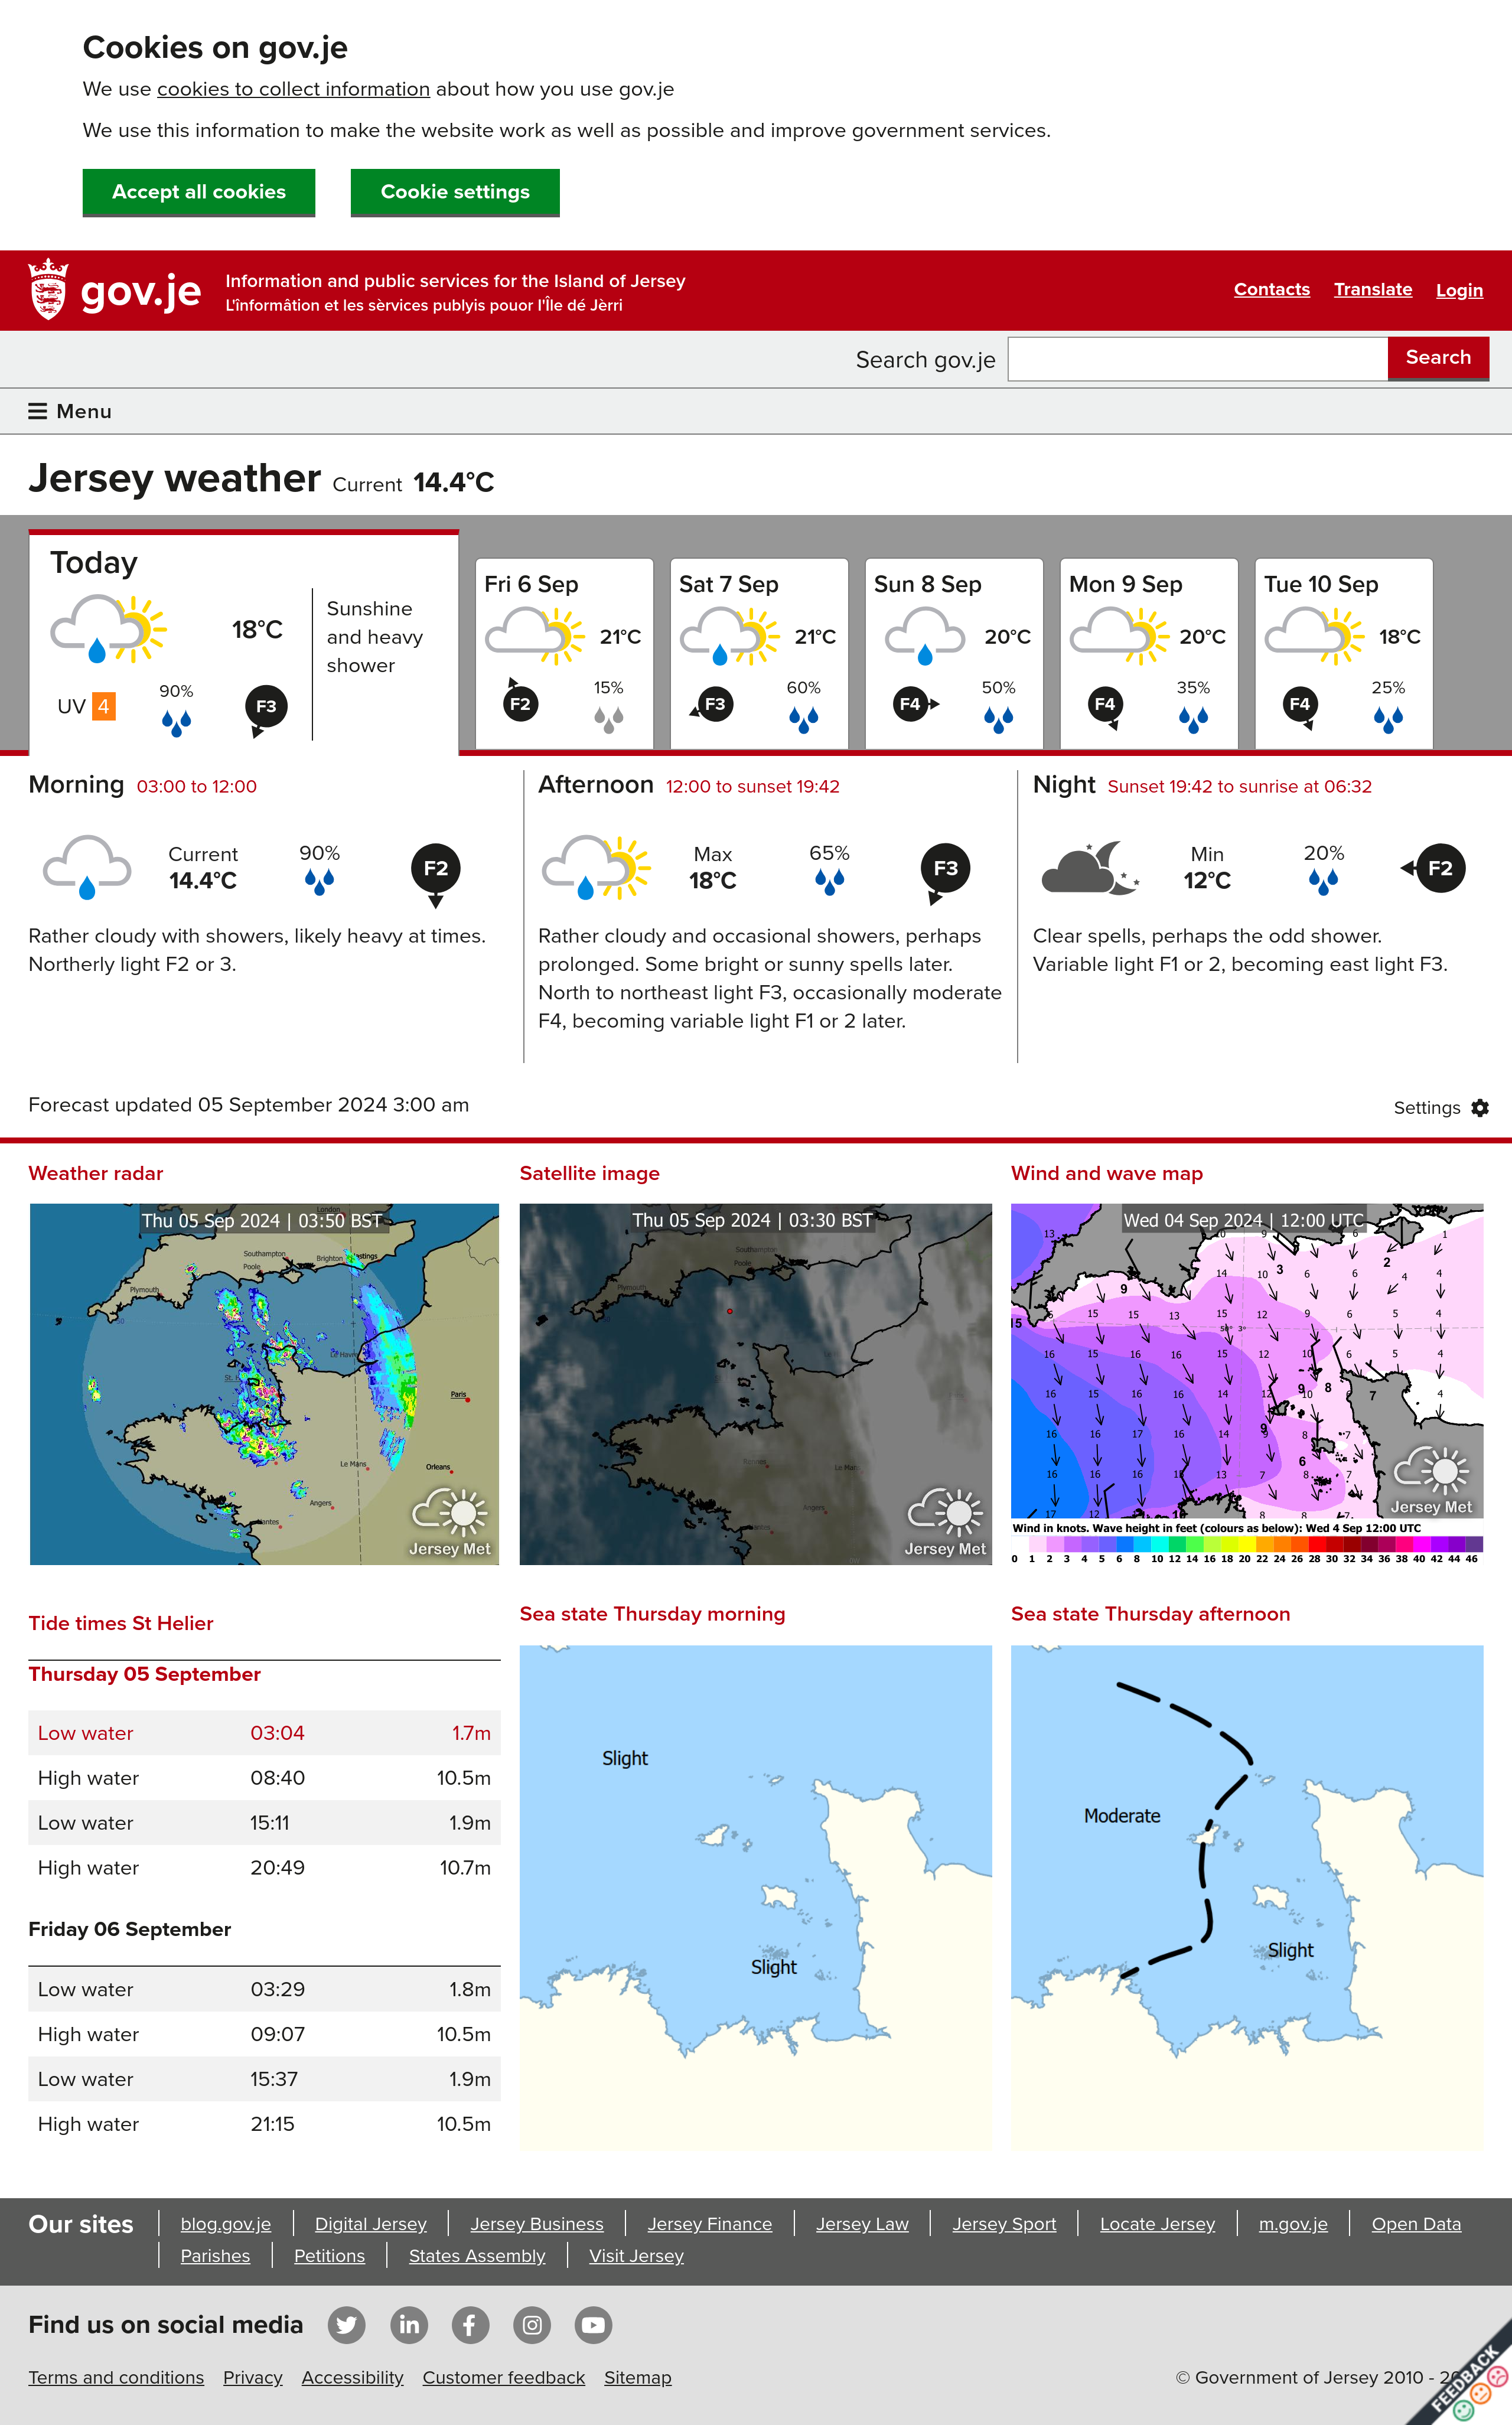 Cookies on gov.je
We use cookies to collect information about how you use gov.je
We use this information to make the website work as well as possible and improve government services.
Accept all cookies
Cookie settings
gov.je
Information and public services for the Island of Jersey
L'înformâtion et les sèrvices publyis pouor l'Île dé Jèrri
Contacts
Translate
Login
Search gov.je
Search
Menu
Jersey weather Current 14.4°C
Today
18°C
Sunshine
and heavy
shower
UV 4
90%
F3
Fri 6 Sep
21°C
F2
15%
Sat 7 Sep
21°C
F3
60%
Sun 8 Sep
20°C
F4
50%
Mon 9 Sep
20°C
F4
35%
Tue 10 Sep
18°C
F4
25%
Morning 03:00 to 12:00
Current
14.4°C
90%
F2
Rather cloudy with showers, likely heavy at times.
Northerly light F2 or 3.
Afternoon 12:00 to sunset 19:42
Max
18°C
65%
F3
Rather cloudy and occasional showers, perhaps
prolonged. Some bright or sunny spells later.
North to northeast light F3, occasionally moderate
F4, becoming variable light F1 or 2 later.
Night Sunset 19:42 to sunrise at 06:32
Min
12°C
20%
F2
Clear spells, perhaps the odd shower.
Variable light F1 or 2, becoming east light F3.
Forecast updated 05 September 2024 3:00 am
Settings
Weather radar
Thu 05 Sep 2024 | 03:50 BST
London
Southampton
Poole
Brighton
Plymouth
Paris
Le Mans
Orleans
Angers
Jersey Met
Satellite image
Thu 05 Sep 2024 | 03:30 BST
Southampton
Poole
Plymouth
Rennes
Angers
Jersey Met
Wind and wave map
Wed 04 Sep 2024 | 12:00 UTC
Jersey Met
Wind in knots. Wave height in feet (colours as below): Wed 4 Sep 12:00 UTC
0 1 2 3 4 5 6 8 10 12 14 16 18 20 22 24 26 28 30 32 34 36 38 40 42 44 46
Tide times St Helier
Thursday 05 September
Low water 03:04 1.7m
High water 08:40 10.5m
Low water 15:11 1.9m
High water 20:49 10.7m
Friday 06 September
Low water 03:29 1.8m
High water 09:07 10.5m
Low water 15:37 1.9m
High water 21:15 10.5m
Sea state Thursday morning
Slight
Slight
Sea state Thursday afternoon
Moderate
Slight
Our sites
blog.gov.je
Digital Jersey
Jersey Business
Jersey Finance
Jersey Law
Jersey Sport
Locate Jersey
m.gov.je
Open Data
Parishes
Petitions
States Assembly
Visit Jersey
Find us on social media
Terms and conditions
Privacy
Accessibility
Customer feedback
Sitemap
© Government of Jersey 2010 - 20
FEEDBACK